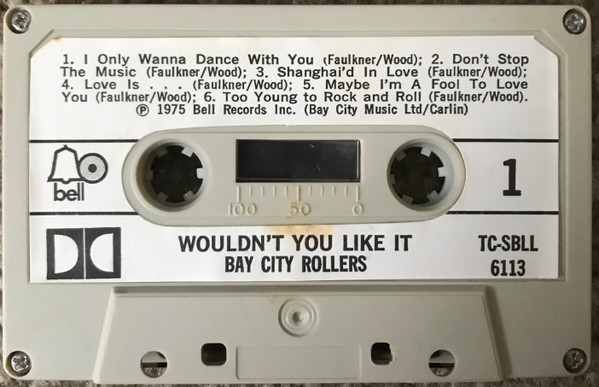 1. I Only Wanna Dance With You (Faulkner/Wood); 2. Don't Stop
The Music (Faulkner/Wood); 3. Shanghai'd In Love (Faulkner/Wood);
4. Love Is . . . (Faulkner/Wood); 5. Maybe I'm A Fool To Love
You (Faulkner/Wood); 6. Too Young to Rock and Roll (Faulkner/Wood).
℗ 1975 Bell Records Inc. (Bay City Music Ltd/Carlin)
bell
1
100 50 0
WOULDN'T YOU LIKE IT
BAY CITY ROLLERS
TC-SBLL
6113